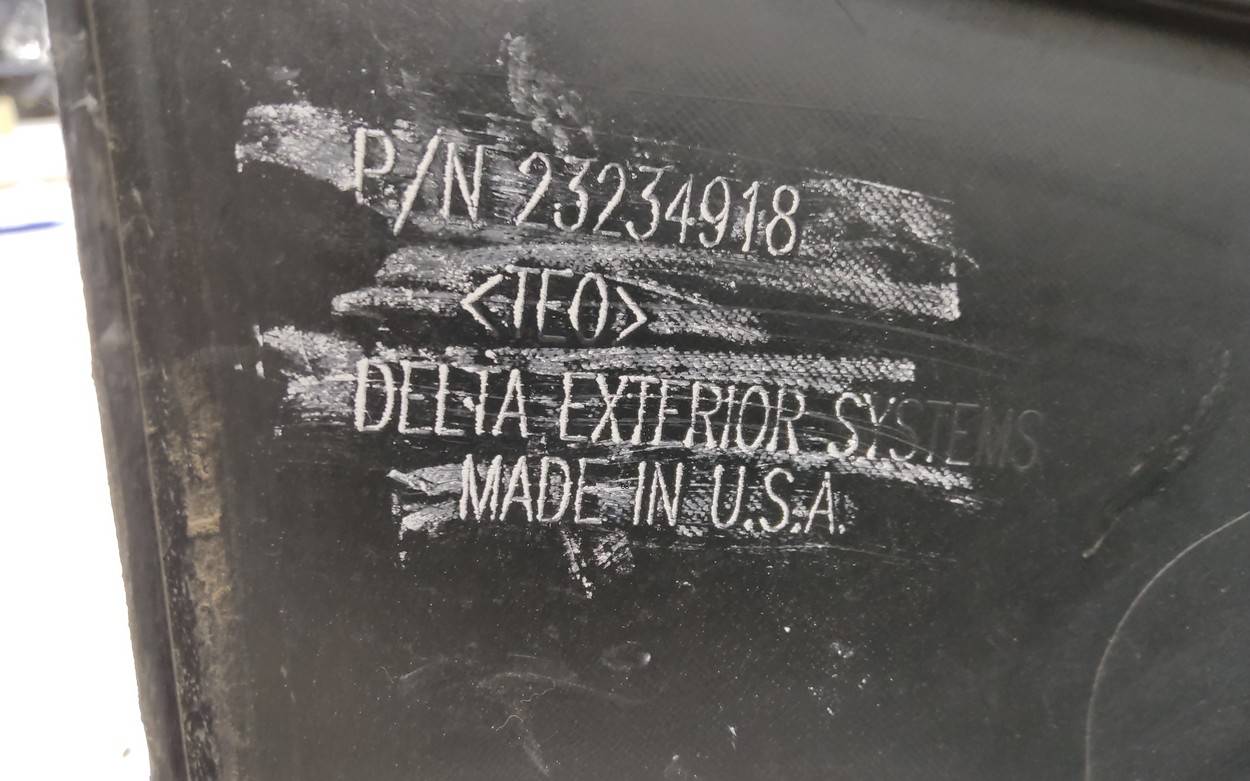 P/N 23234918
<TEO>
DELTA EXTERIOR SYSTEMS
MADE IN U.S.A.